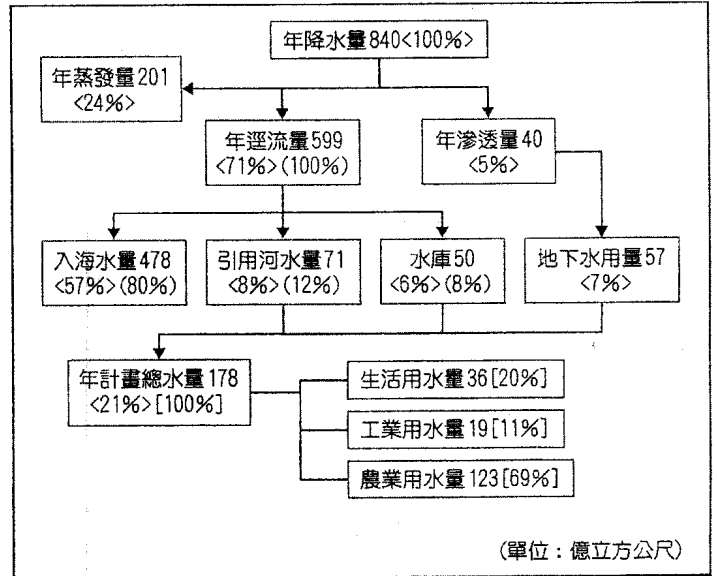 年降水量840<100%>
年蒸發量201
<24%>
年逕流量599
<71%>(100%)
年滲透量40
<5%>
入海水量478
<57%>(80%)
引用河水量71
<8%>(12%)
水庫50
<6%>(8%)
地下水用量57
<7%>
年計畫總水量178
<21%>[100%]
生活用水量36[20%]
工業用水量19[11%]
農業用水量123[69%]
(單位：億立方公尺)